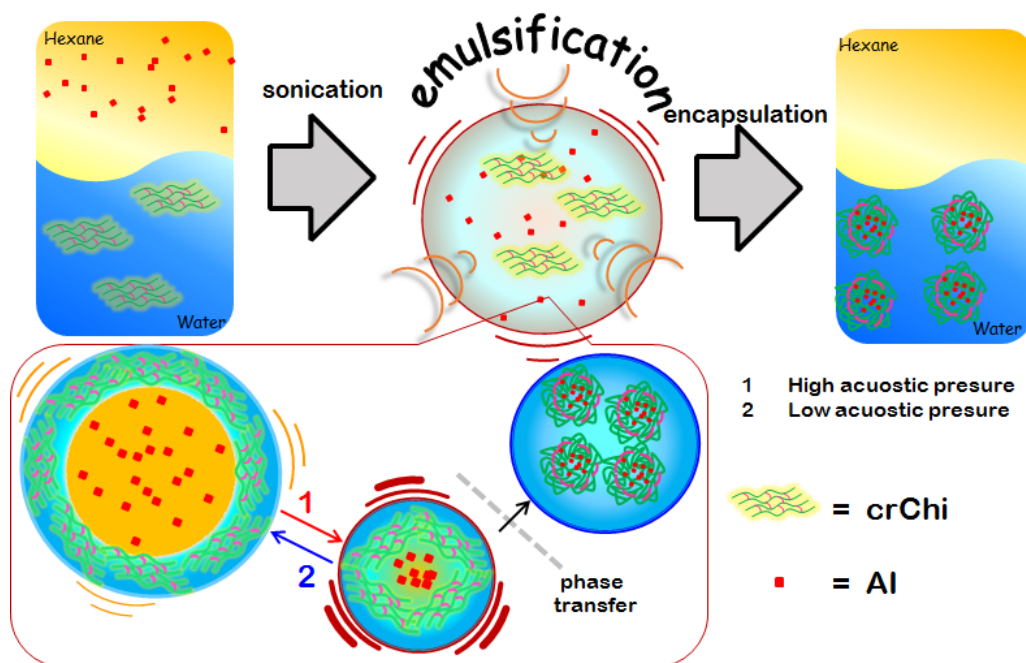 Hexane
Water
sonication
emulsification
encapsulation
Hexane
Water
1
2
phase
transfer
1 High acuostic presure
2 Low acuostic presure
= crChi
= AI